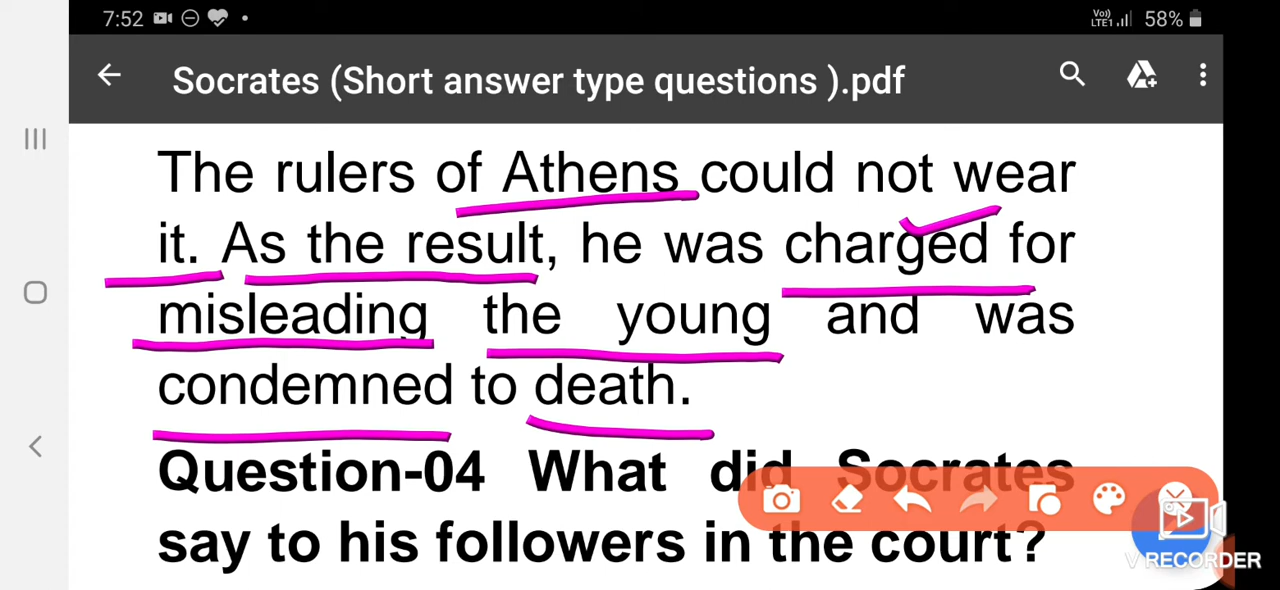 7:52 Vo)) LTE1 58%
Socrates (Short answer type questions ).pdf
The rulers of Athens could not wear
it. As the result, he was charged for
misleading the young and was
condemned to death.
Question-04 What did Socrates
say to his followers in the court?
V RECORDER